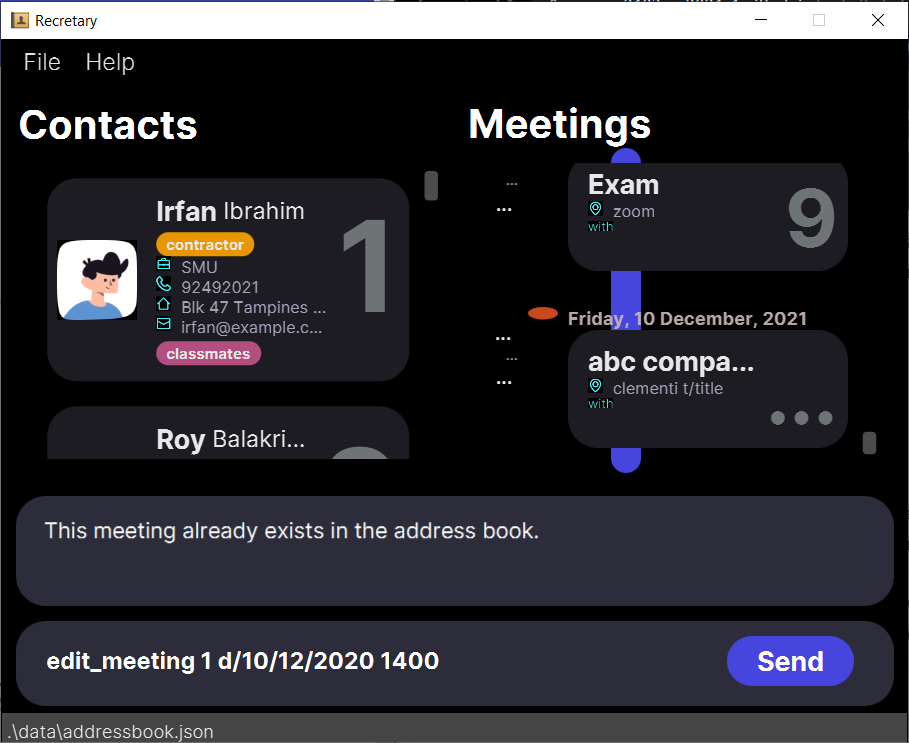 Recretary
File Help
Contacts
Irfan Ibrahim
contractor
SMU
92492021
Blk 47 Tampines ...
irfan@example.c...
classmates
1
Roy Balakri...
Meetings
...
...
Exam
zoom
with
9
Friday, 10 December, 2021
...
...
...
abc compa...
clementi t/title
with
...
This meeting already exists in the address book.
edit_meeting 1 d/10/12/2020 1400
Send
.\data\addressbook.json